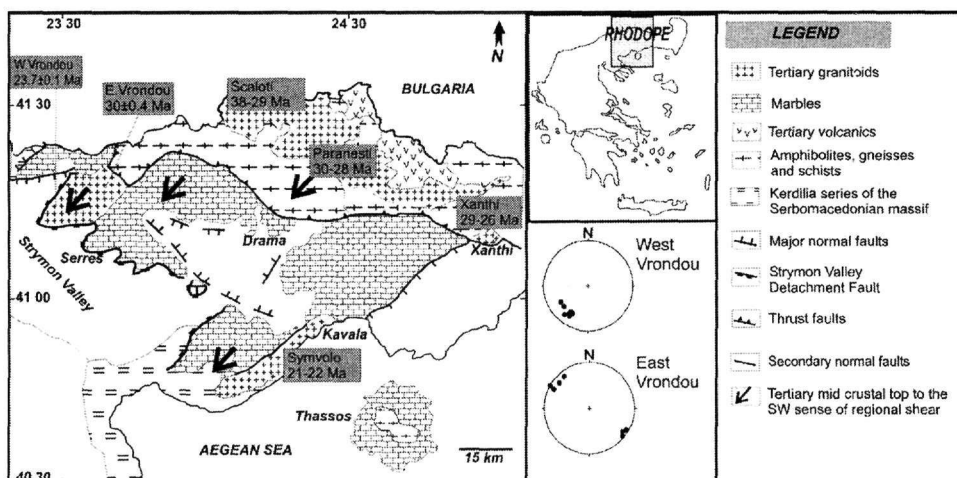 23 30
24 30
N
W.Vrondou
23.7±0.1 Ma
E.Vrondou
30±0.4 Ma
Scaloti
38-29 Ma
BULGARIA
41 30
Paranesti
30-28 Ma
Xanthi
29-26 Ma
Drama
Xanthi
Serres
Strymon Valley
41 00
Kavala
Symvolo
21-22 Ma
Thassos
AEGEAN SEA
15 km
40 30
RHODOPE
N
West
Vrondou
N
East
Vrondou
LEGEND
Tertiary granitoids
Marbles
Tertiary volcanics
Amphibolites, gneisses
and schists
Kerdilia series of the
Serbomacedonian massif
Major normal faults
Strymon Valley
Detachment Fault
Thrust faults
Secondary normal faults
Tertiary mid crustal top to the
SW sense of regional shear